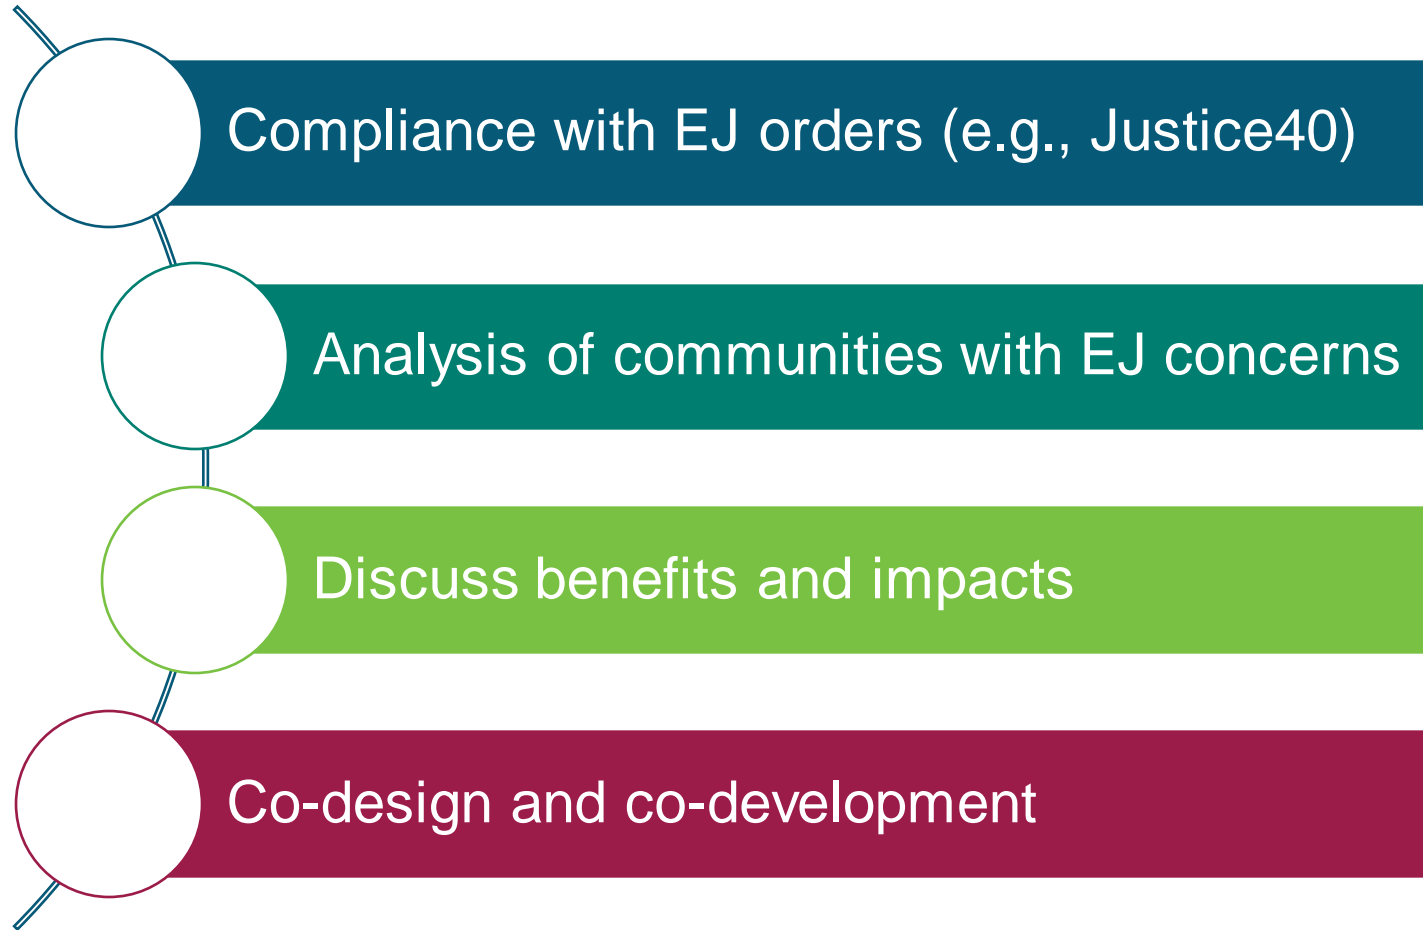 Compliance with EJ orders (e.g., Justice40)
Analysis of communities with EJ concerns
Discuss benefits and impacts
Co-design and co-development